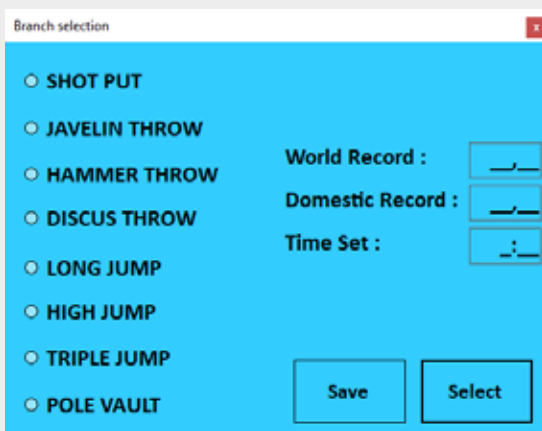 Branch selection
x
SHOT PUT
JAVELIN THROW
HAMMER THROW
DISCUS THROW
LONG JUMP
HIGH JUMP
TRIPLE JUMP
POLE VAULT
World Record : __,__
Domestic Record : __,__
Time Set : _:__
Save
Select